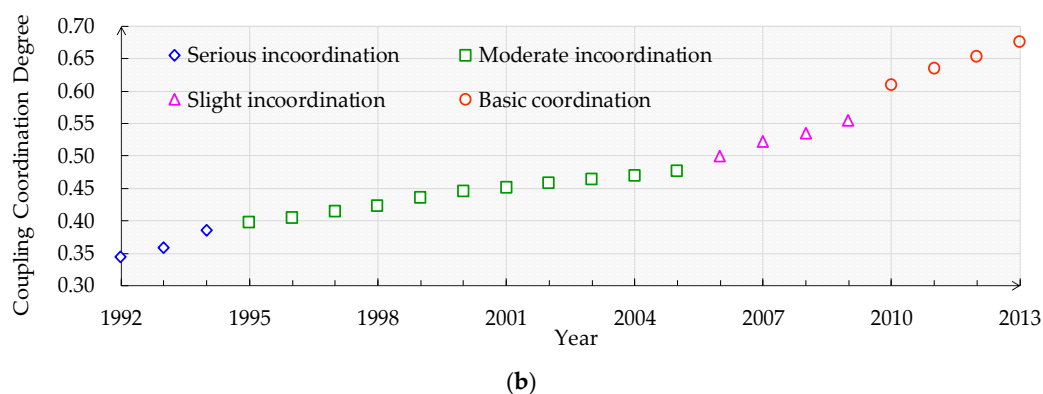 Coupling Coordination Degree
0.70
0.65
0.60
0.55
0.50
0.45
0.40
0.35
0.30
Serious incoordination
Moderate incoordination
Slight incoordination
Basic coordination
1992 1995 1998 2001 2004 2007 2010 2013
Year
(b)